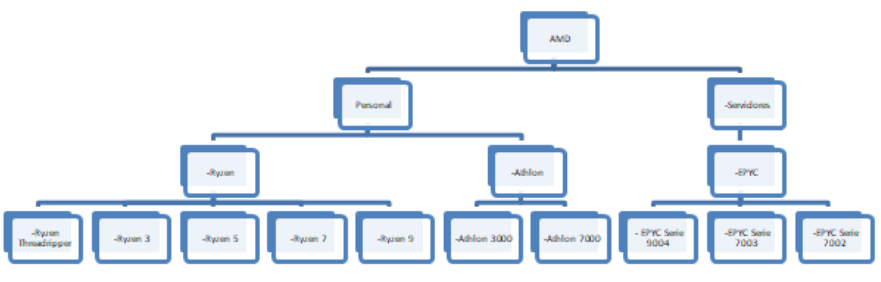 AMD
Personal
-Servidores
-Ryzen
-Athlon
-EPYC
-Ryzen
Threadripper
-Ryzen 3
-Ryzen 5
-Ryzen 7
-Ryzen 9
-Athlon 3000
-Athlon 7000
- EPYC Serie
9004
-EPYC Serie
7003
-EPYC Serie
7002